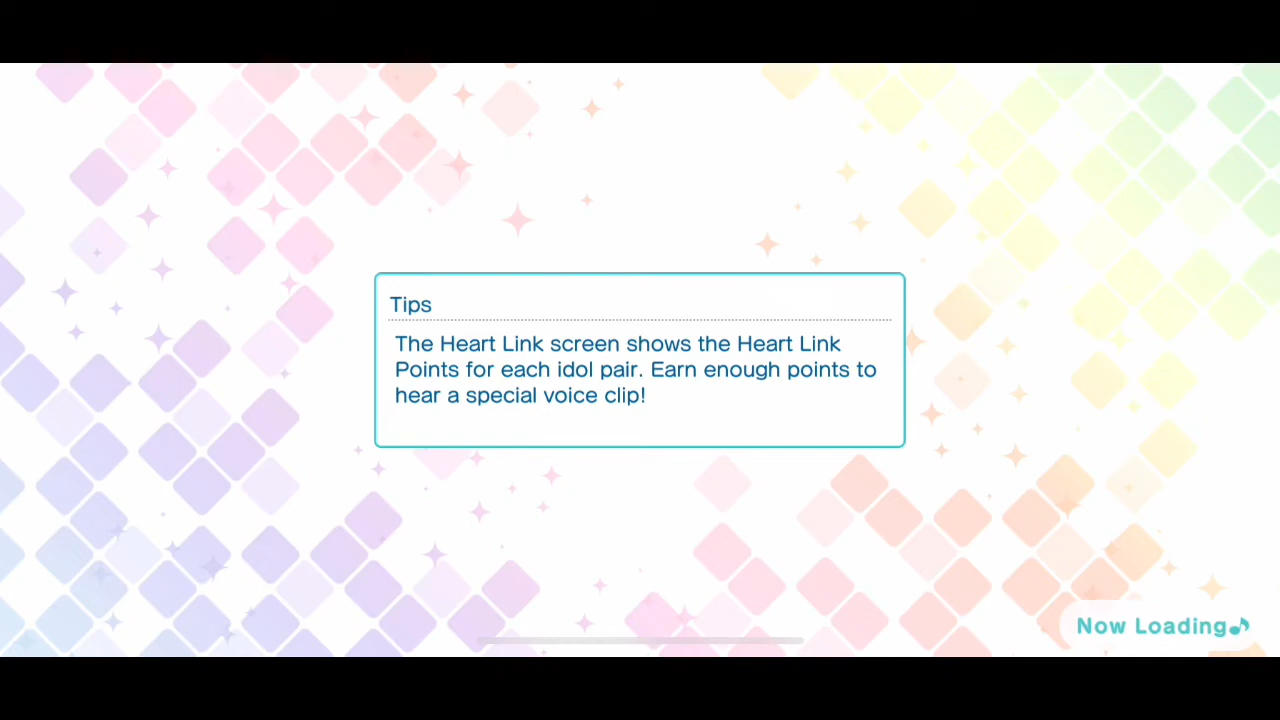 Tips
The Heart Link screen shows the Heart Link
Points for each idol pair. Earn enough points to
hear a special voice clip!
Now Loading♪